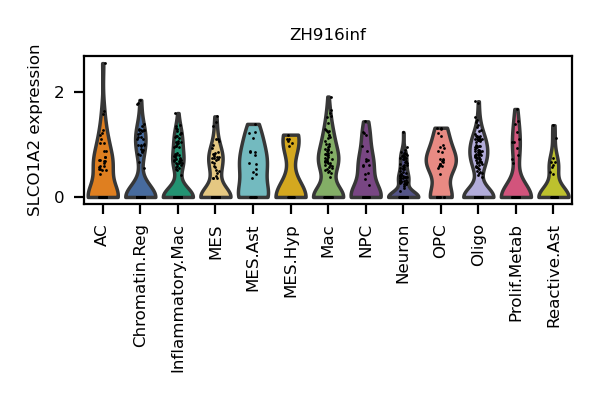 ZH916inf
SLCO1A2 expression
2
0
AC
Chromatin.Reg
Inflammatory.Mac
MES
MES.Ast
MES.Hyp
Mac
NPC
Neuron
OPC
Oligo
Prolif.Metab
Reactive.Ast